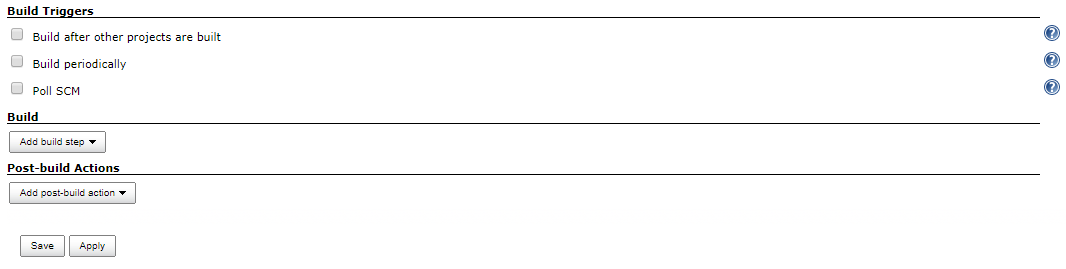 Build Triggers
Build after other projects are built
Build periodically
Poll SCM
Build
Add build step
Post-build Actions
Add post-build action
Save Apply